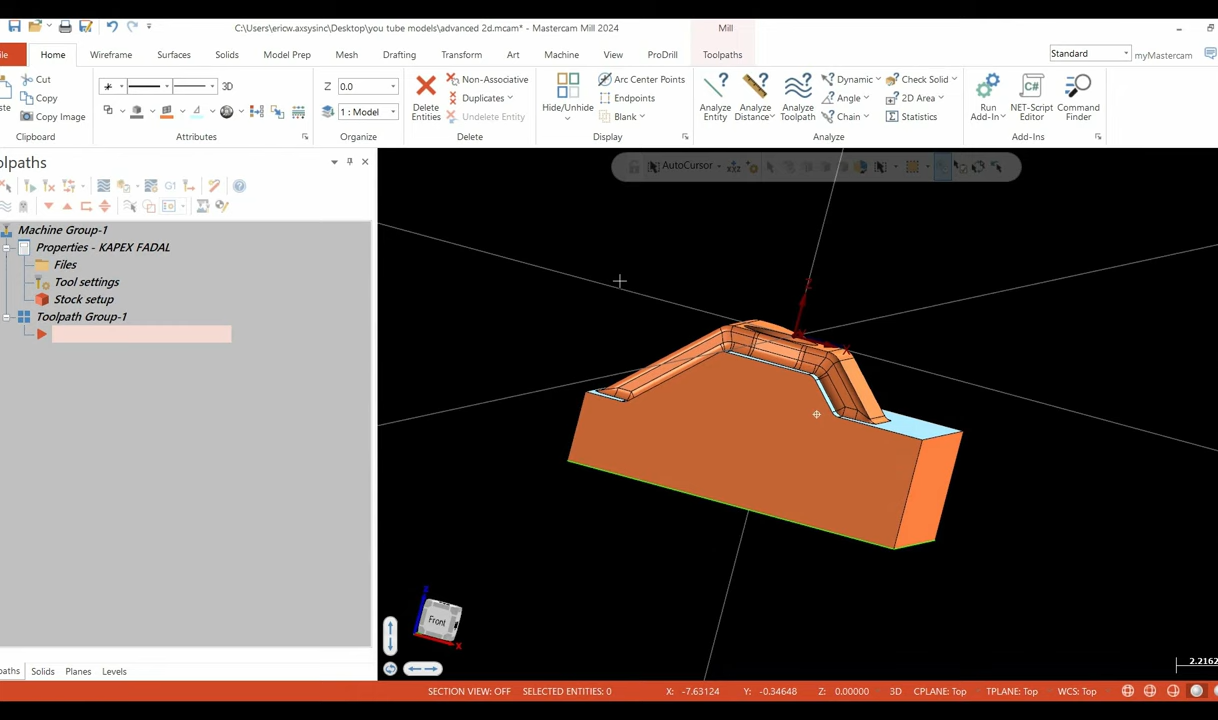 C:\Users\ericw.axsysinc\Desktop\you tube models\advanced 2d.mcam* - Mastercam Mill 2024
Mill
ile
Home
Wireframe
Surfaces
Solids
Model Prep
Mesh
Drafting
Transform
Art
Machine
View
ProDrill
Toolpaths
Standard
myMastercam
ste
Cut
Copy
Copy Image
Clipboard
3D
Attributes
Z 0.0
1 : Model
Organize
Delete Entities
Non-Associative
Duplicates
Undelete Entity
Delete
Hide/Unhide
Arc Center Points
Endpoints
Blank
Display
Analyze Entity
Analyze Distance
Analyze Toolpath
Dynamic
Angle
Chain
Check Solid
2D Area
Statistics
Analyze
Run Add-In
NET-Script Editor
Command Finder
Add-Ins
olpaths
G1
AutoCursor
XYZ
Machine Group-1
Properties - KAPEX FADAL
Files
Tool settings
Stock setup
Toolpath Group-1
Z
X
Front
Z
X
paths
Solids
Planes
Levels
2.2162
SECTION VIEW: OFF
SELECTED ENTITIES: 0
X: -7.63124
Y: -0.34648
Z: 0.00000
3D
CPLANE: Top
TPLANE: Top
WCS: Top